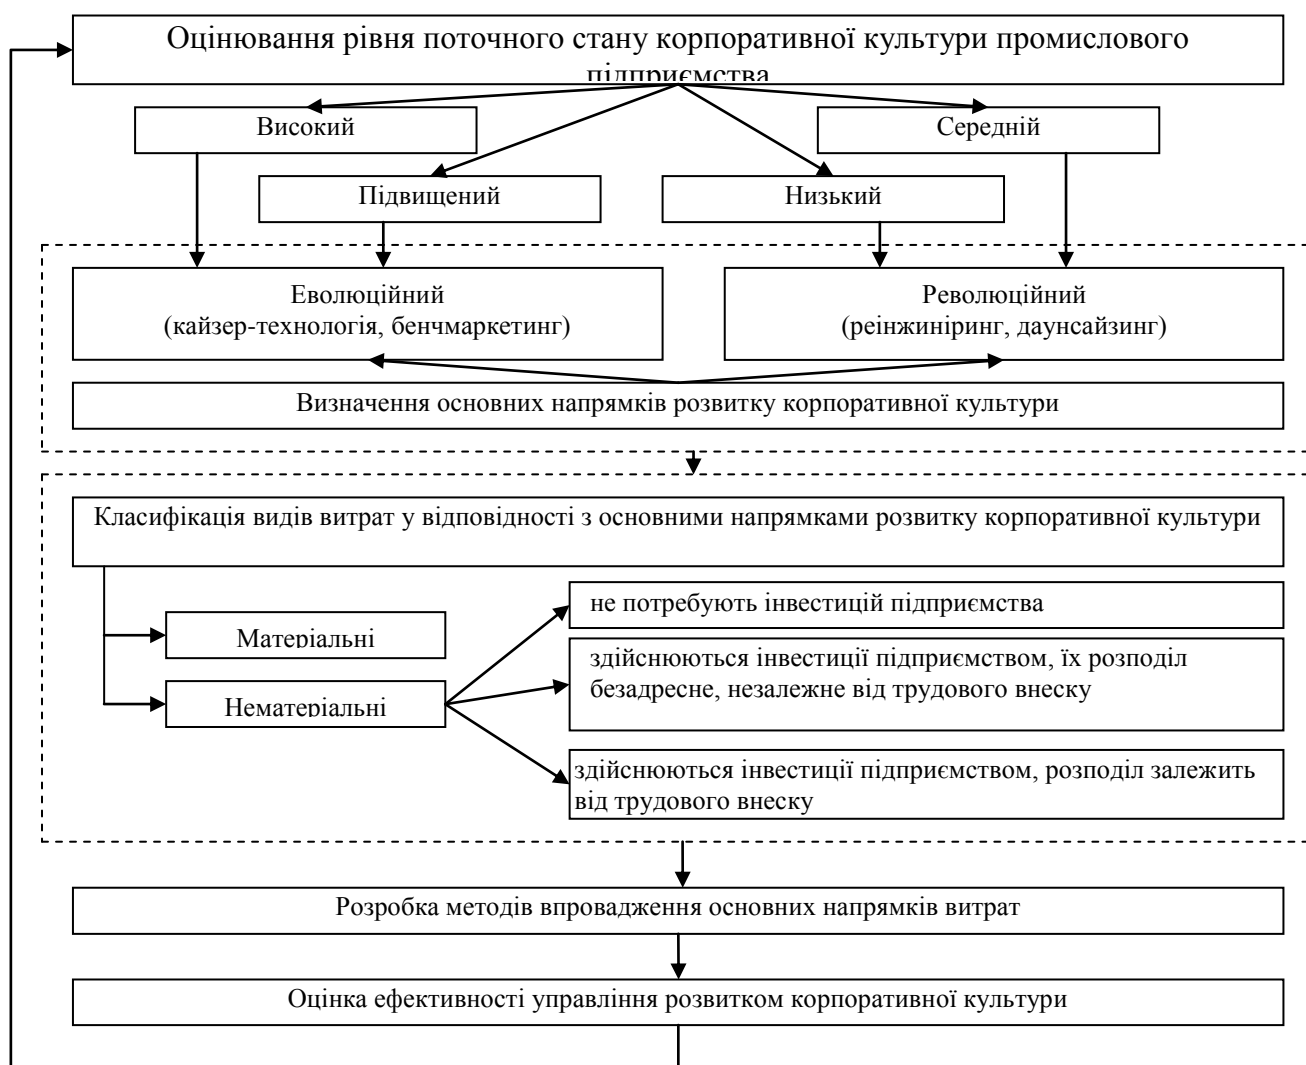 Оцінювання рівня поточного стану корпоративної культури промислового
підприємства
Високий
Середній
Підвищений
Низький
Еволюційний
(кайзер-технологія, бенчмаркетинг)
Революційний
(реінжиніринг, даунсайзинг)
Визначення основних напрямків розвитку корпоративної культури
Класифікація видів витрат у відповідності з основними напрямками розвитку корпоративної культури
не потребують інвестицій підприємства
Матеріальні
здійснюються інвестиції підприємством, їх розподіл
безадресне, незалежне від трудового внеску
Нематеріальні
здійснюються інвестиції підприємством, розподіл залежить
від трудового внеску
Розробка методів впровадження основних напрямків витрат
Оцінка ефективності управління розвитком корпоративної культури